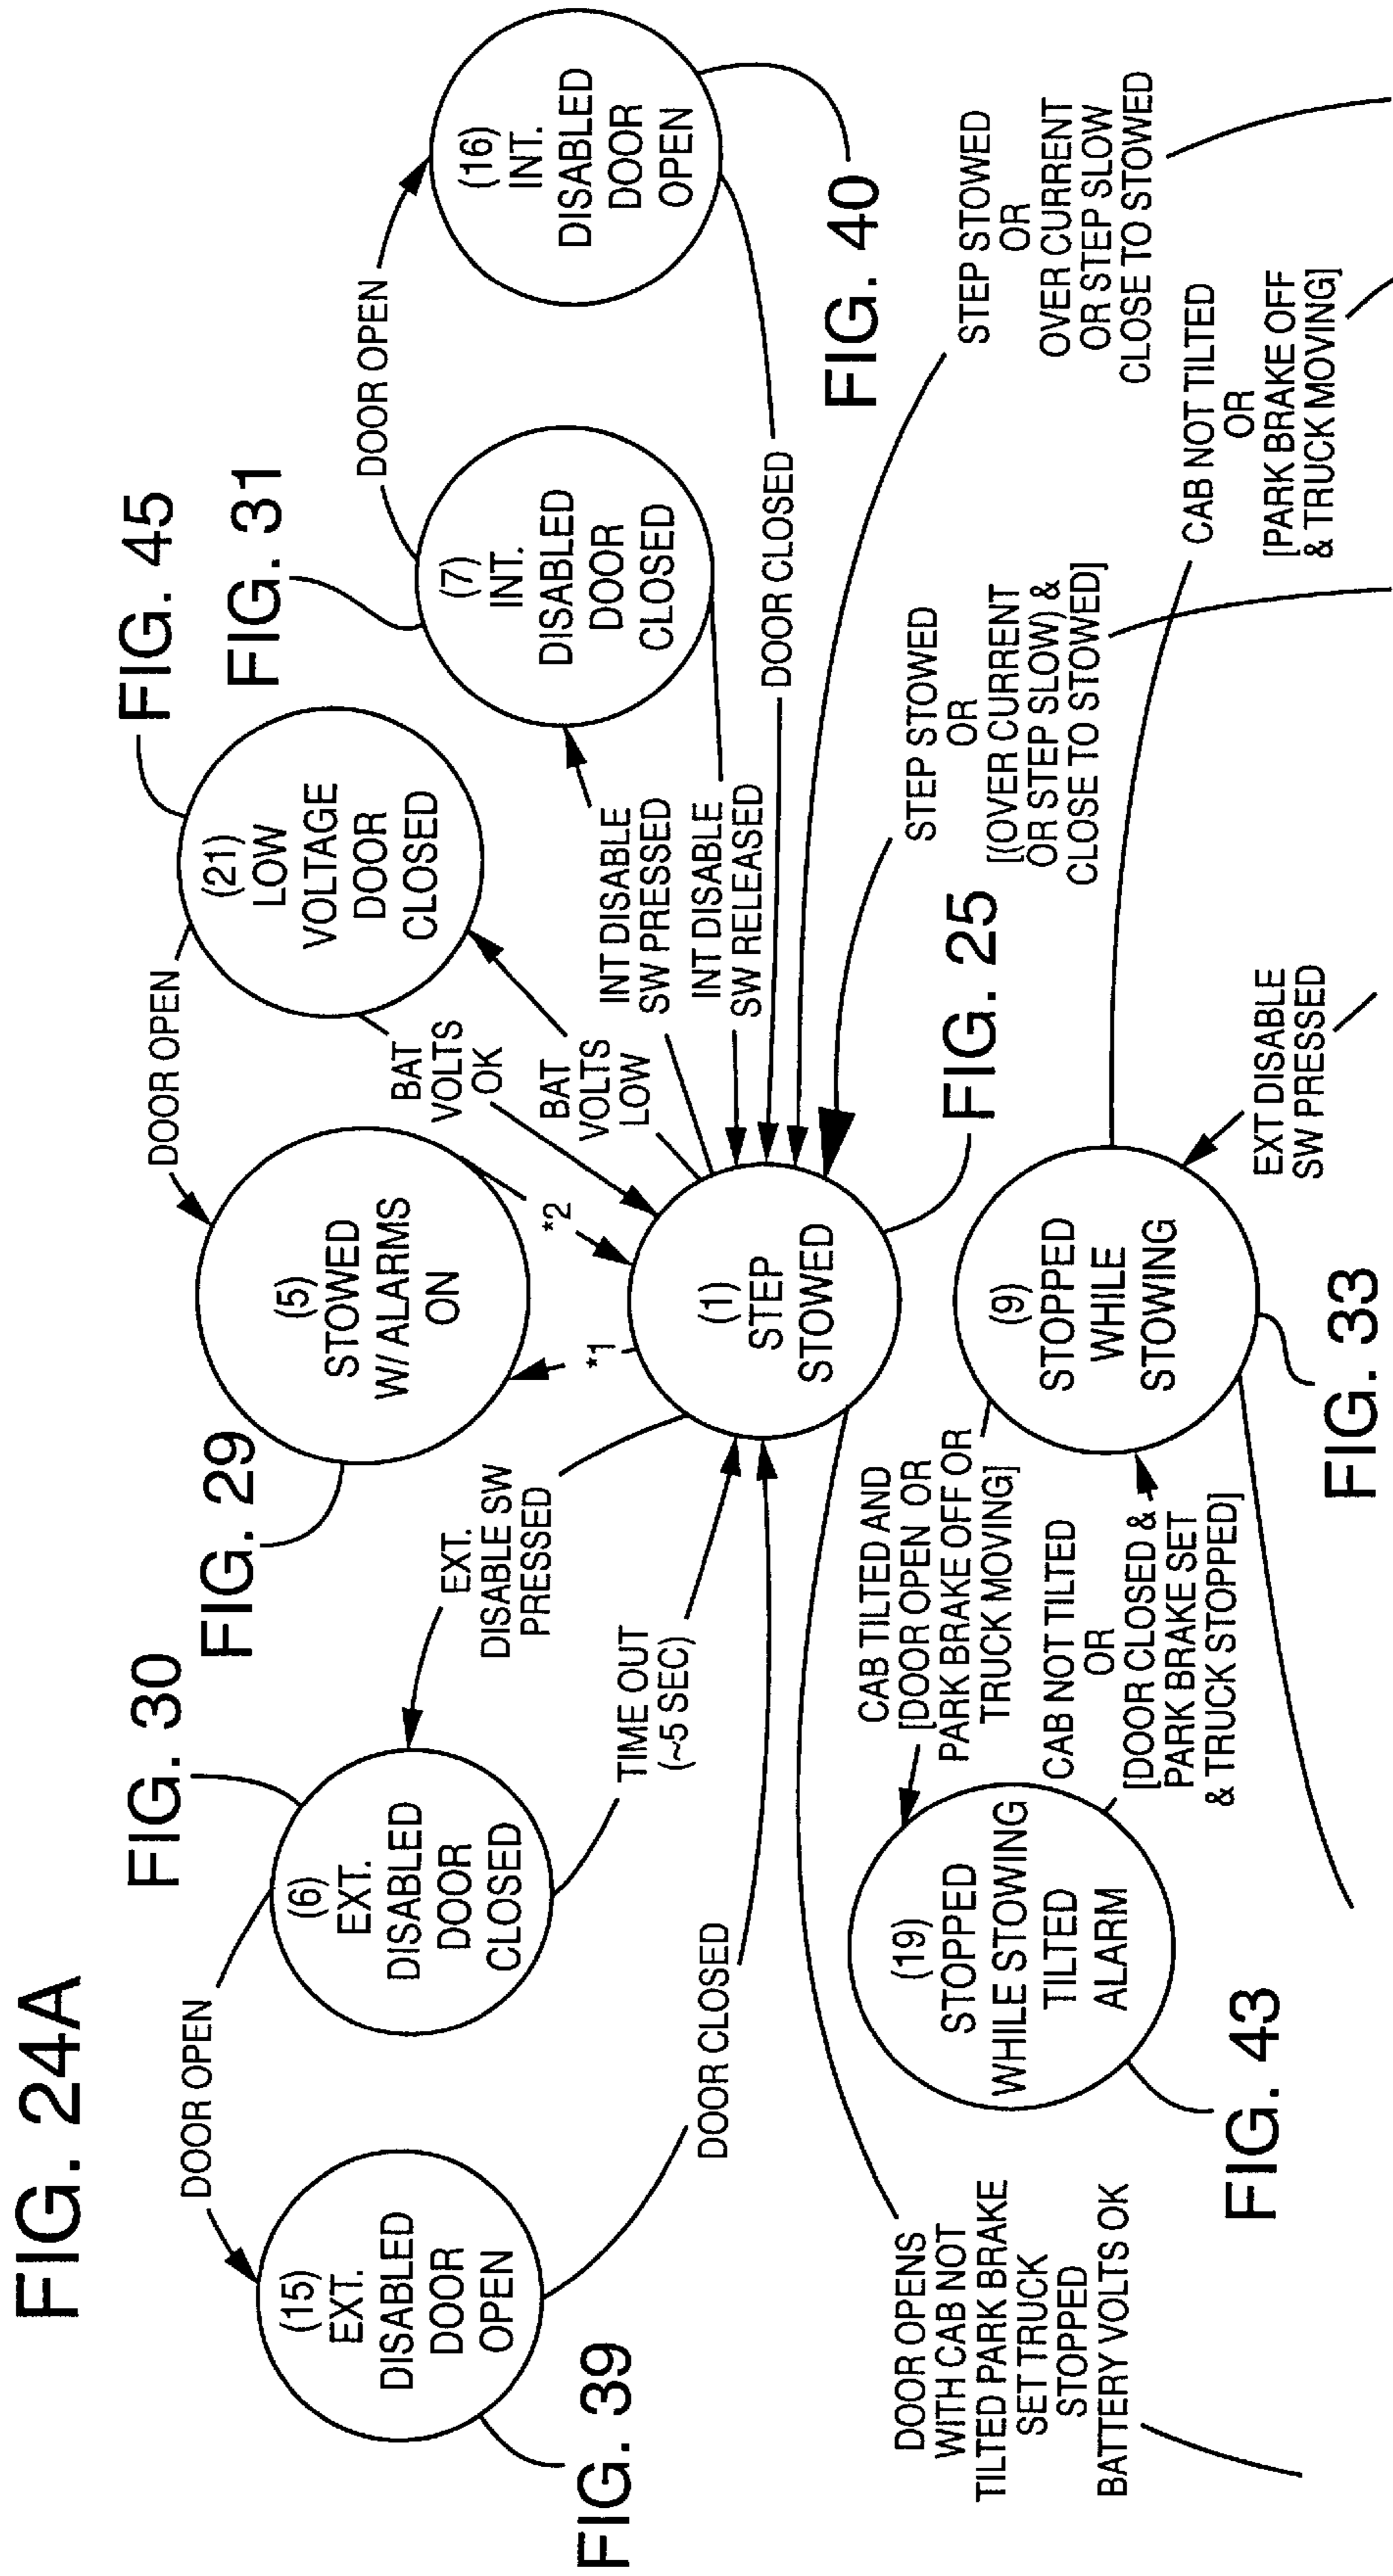 FIG. 24A
FIG. 39
(15)
EXT.
DISABLED
DOOR
OPEN
DOOR OPEN
FIG. 30
(6)
EXT.
DISABLED
DOOR
CLOSED
DOOR CLOSED
TIME OUT
(~5 SEC)
EXT.
DISABLE SW
PRESSED
FIG. 29
(5)
STOWED
W/ ALARMS
ON
*1
*2
DOOR OPEN
FIG. 45
(21)
LOW
VOLTAGE
DOOR
CLOSED
BAT
VOLTS
OK
BAT
VOLTS
LOW
FIG. 31
(7)
INT.
DISABLED
DOOR
CLOSED
INT DISABLE
SW PRESSED
INT DISABLE
SW RELEASED
DOOR OPEN
(16)
INT.
DISABLED
DOOR
OPEN
FIG. 40
DOOR CLOSED
(1)
STEP
STOWED
FIG. 25
STEP STOWED
OR
[(OVER CURRENT
OR STEP SLOW) &
CLOSE TO STOWED]
STEP STOWED
OR
OVER CURRENT
OR STEP SLOW
CLOSE TO STOWED
DOOR OPENS
WITH CAB NOT
TILTED PARK BRAKE
SET TRUCK
STOPPED
BATTERY VOLTS OK
(19)
STOPPED
WHILE STOWING
TILTED
ALARM
FIG. 43
CAB TILTED AND
[DOOR OPEN OR
PARK BRAKE OFF OR
TRUCK MOVING]
CAB NOT TILTED
OR
[DOOR CLOSED &
PARK BRAKE SET
& TRUCK STOPPED]
(9)
STOPPED
WHILE
STOWING
FIG. 33
EXT DISABLE
SW PRESSED
CAB NOT TILTED
OR
[PARK BRAKE OFF
& TRUCK MOVING]